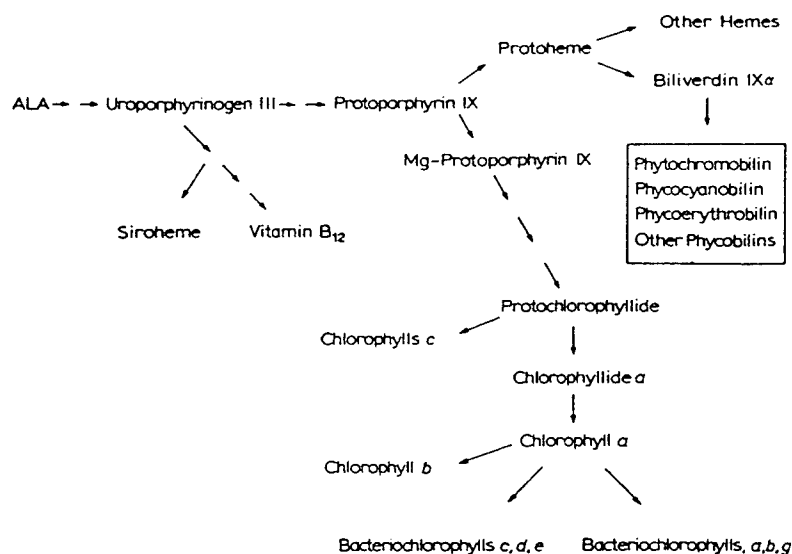 Other Hemes
Protoheme
ALA Uroporphyrinogen III Protoporphyrin IX Biliverdin IXα
Mg-Protoporphyrin IX
Phytochromobilin
Phycocyanobilin
Phycoerythrobilin
Other Phycobilins
Siroheme Vitamin B₁₂
Protochlorophyllide
Chlorophylls c
Chlorophyllide a
Chlorophyll a
Chlorophyll b
Bacteriochlorophylls c, d, e Bacteriochlorophylls, a,b,g